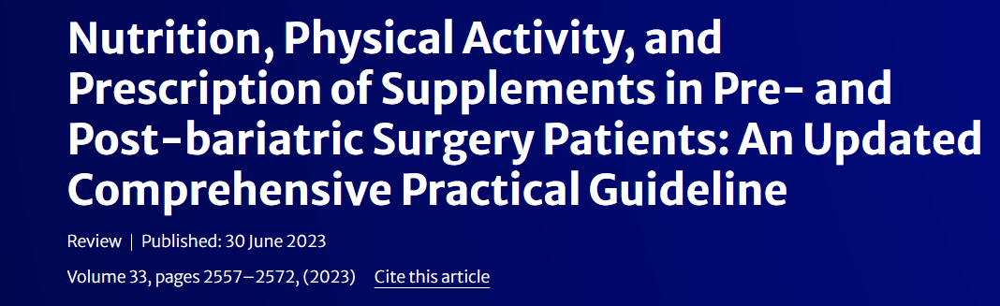 Nutrition, Physical Activity, and
Prescription of Supplements in Pre- and
Post-bariatric Surgery Patients: An Updated
Comprehensive Practical Guideline
Review | Published: 30 June 2023
Volume 33, pages 2557–2572, (2023) Cite this article